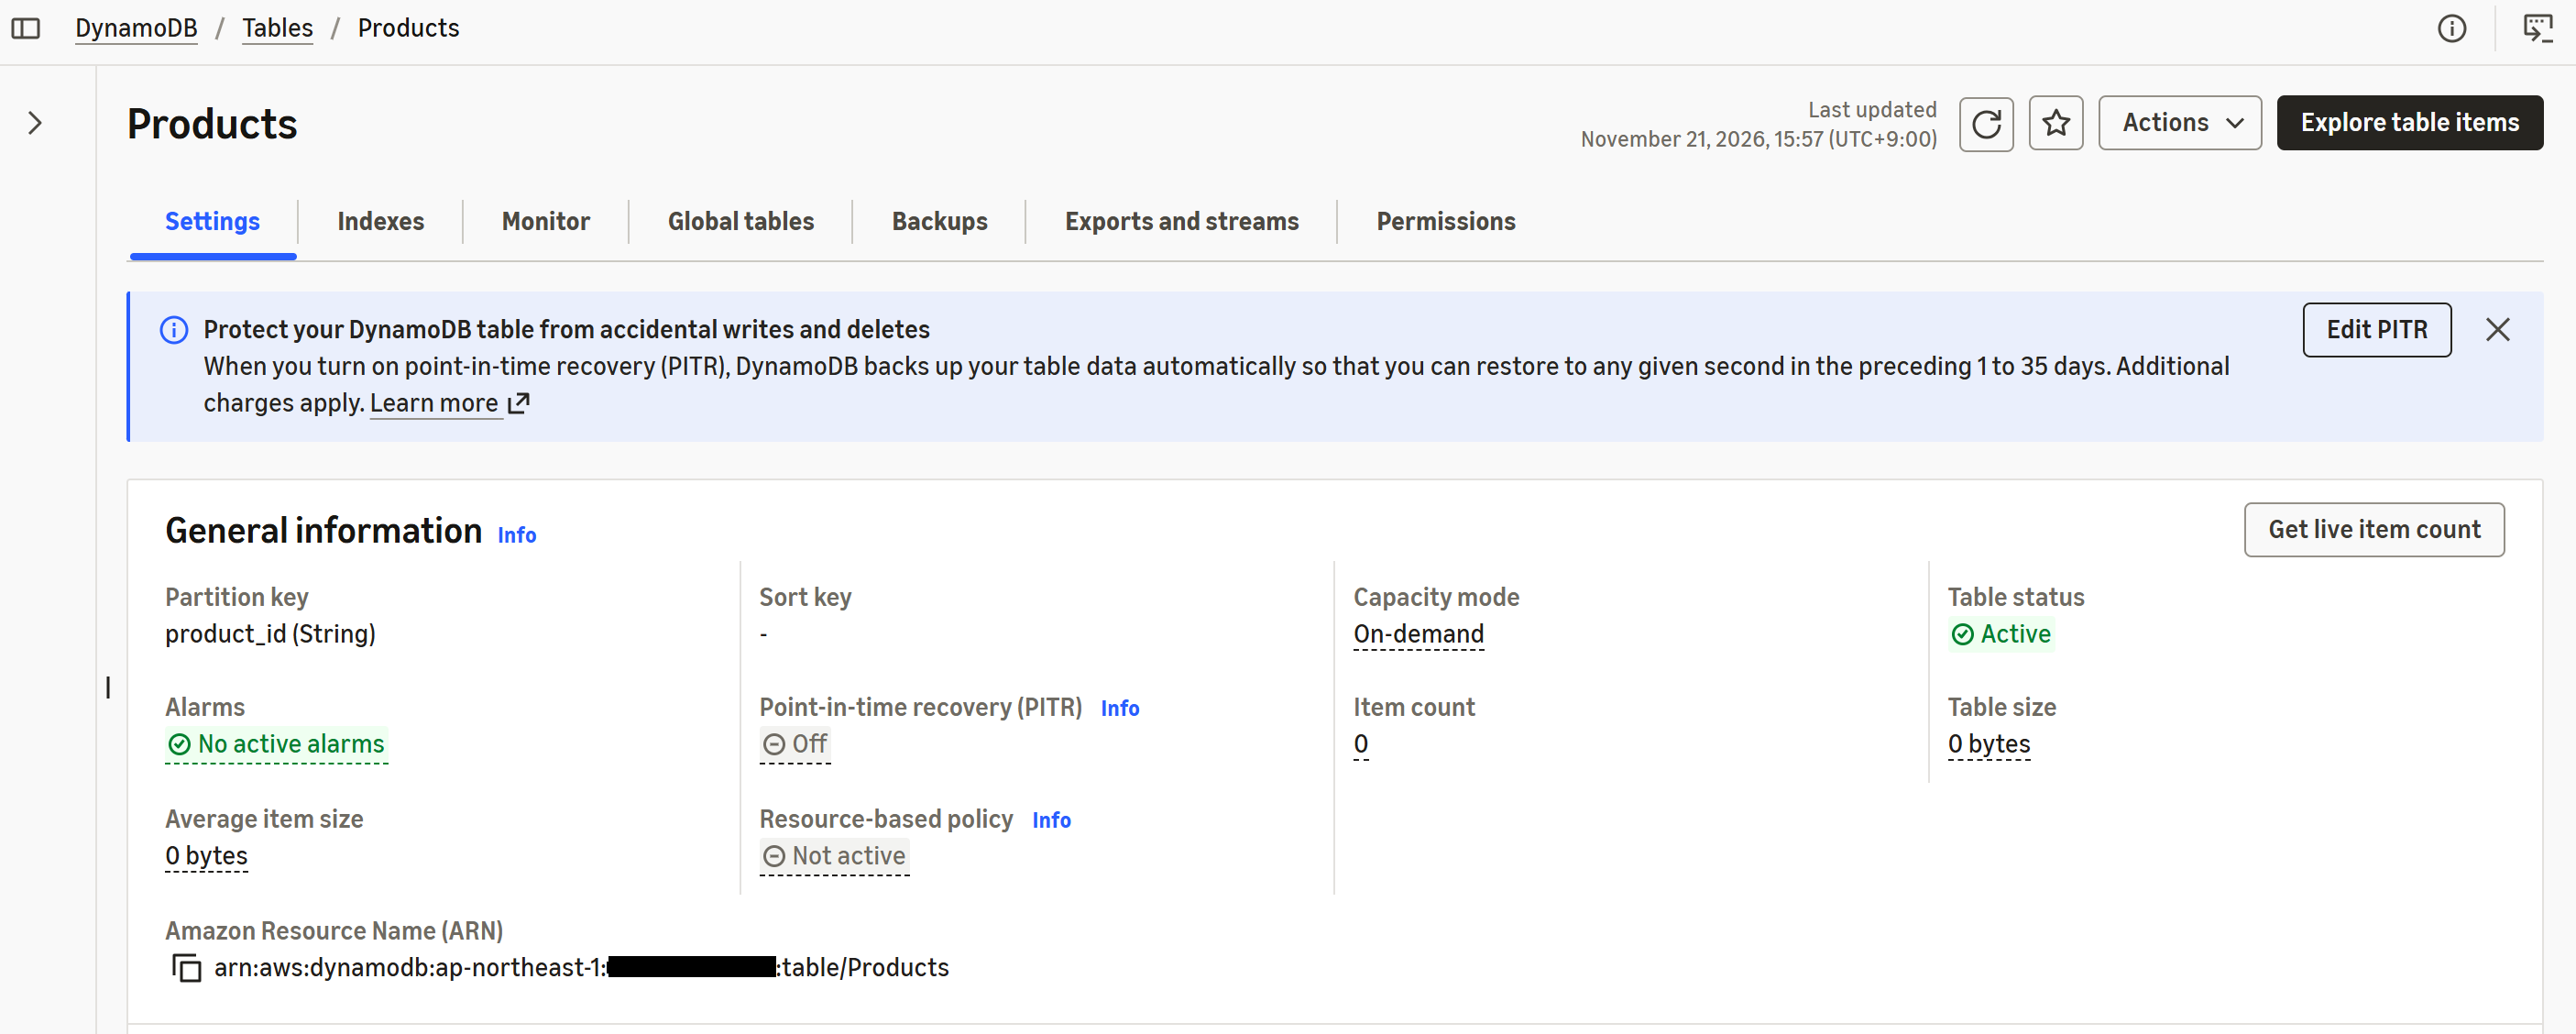 DynamoDB / Tables / Products
Products
Last updated
November 21, 2026, 15:57 (UTC+9:00)
Actions
Explore table items
Settings
Indexes
Monitor
Global tables
Backups
Exports and streams
Permissions
Protect your DynamoDB table from accidental writes and deletes
When you turn on point-in-time recovery (PITR), DynamoDB backs up your table data automatically so that you can restore to any given second in the preceding 1 to 35 days. Additional
charges apply. Learn more
Edit PITR
General information Info
Get live item count
Partition key
product_id (String)
Sort key
-
Capacity mode
On-demand
Table status
Active
Alarms
No active alarms
Point-in-time recovery (PITR) Info
Off
Item count
0
Table size
0 bytes
Average item size
0 bytes
Resource-based policy Info
Not active
Amazon Resource Name (ARN)
arn:aws:dynamodb:ap-northeast-1: :table/Products